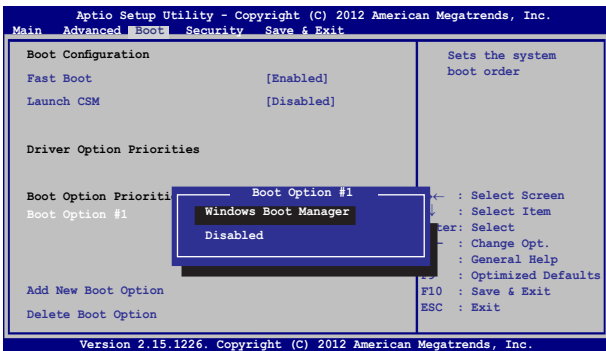 Aptio Setup Utility - Copyright (C) 2012 American Megatrends, Inc.
Main Advanced Boot Security Save & Exit
Boot Configuration
Fast Boot [Enabled]
Launch CSM [Disabled]
Driver Option Priorities
Boot Option Prioriti
Boot Option #1
Add New Boot Option
Delete Boot Option
Boot Option #1
Windows Boot Manager
Disabled
Sets the system
boot order
→← : Select Screen
: Select Item
ter: Select
: Change Opt.
: General Help
: Optimized Defaults
F10 : Save & Exit
ESC : Exit
Version 2.15.1226. Copyright (C) 2012 American Megatrends, Inc.